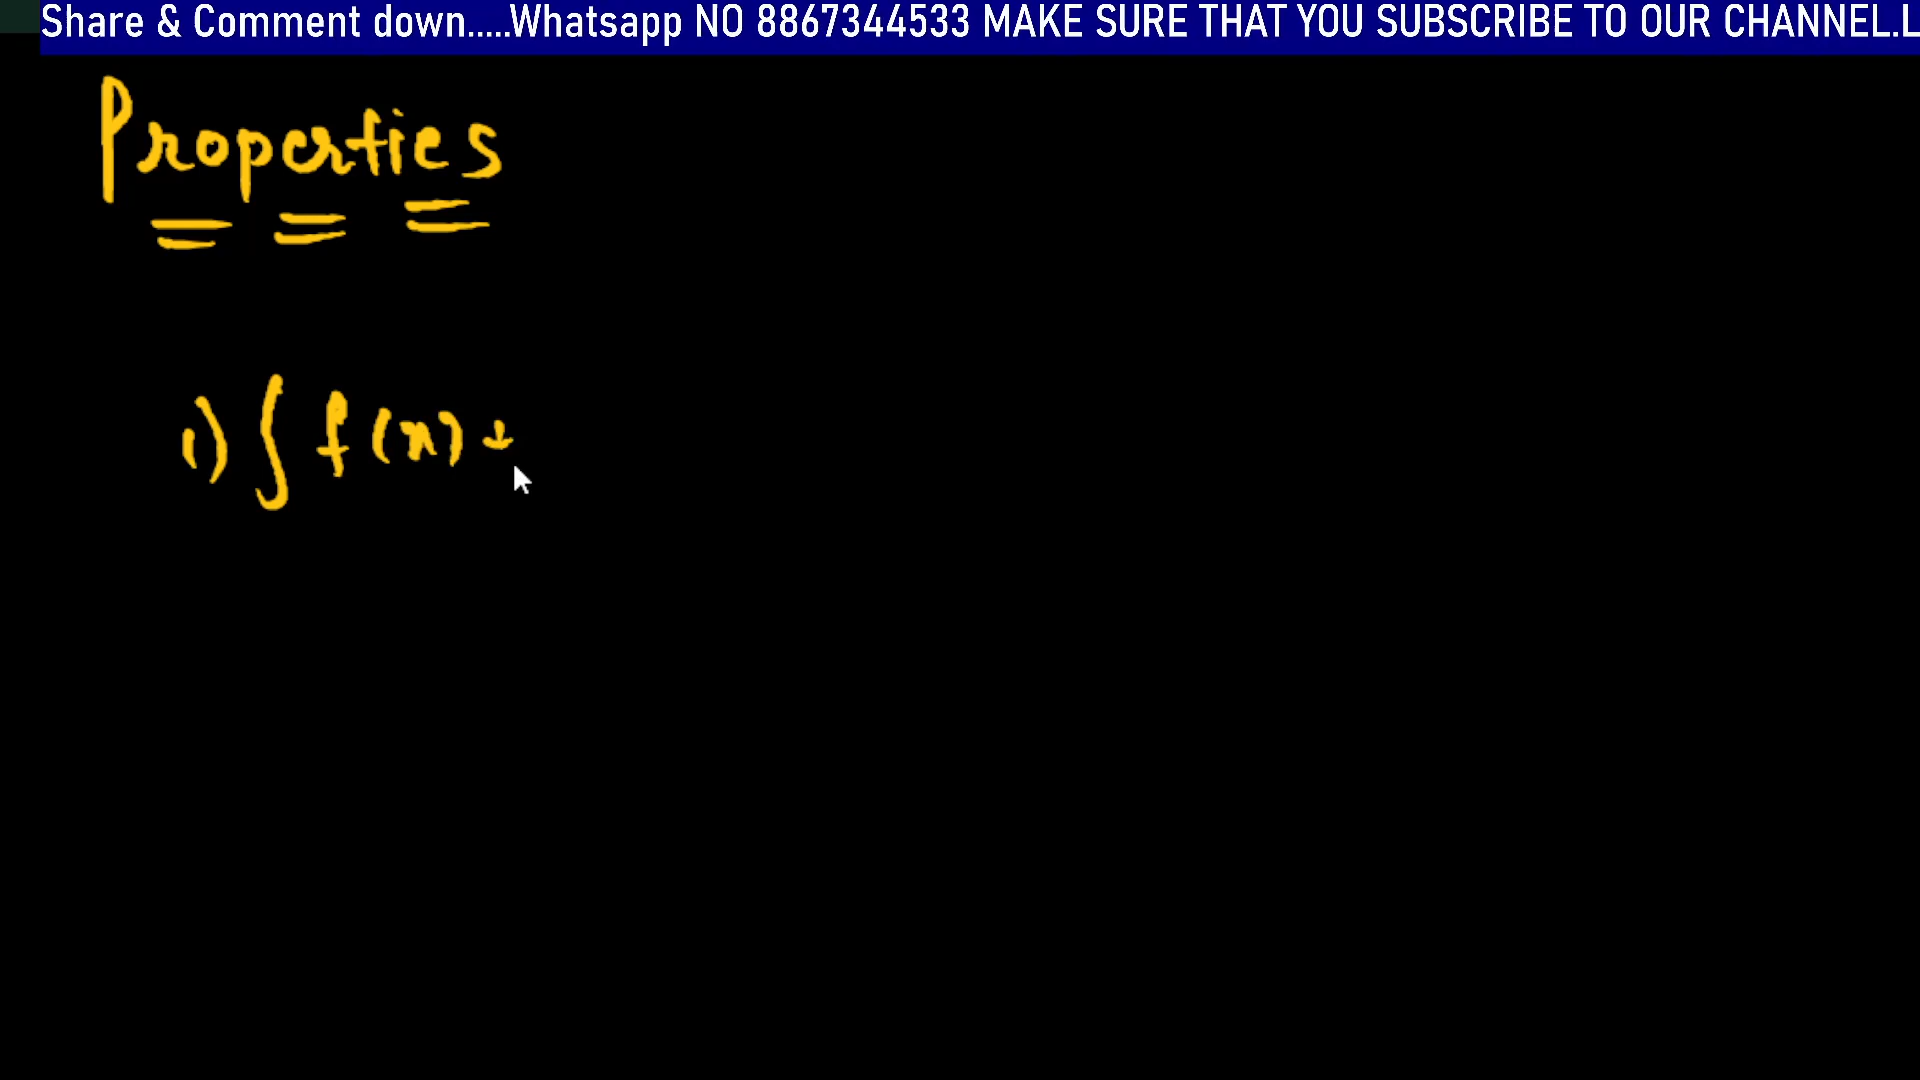 Share & Comment down.....Whatsapp NO 8867344533 MAKE SURE THAT YOU SUBSCRIBE TO OUR CHANNEL.L
Properties
1) ∫ f(x) +